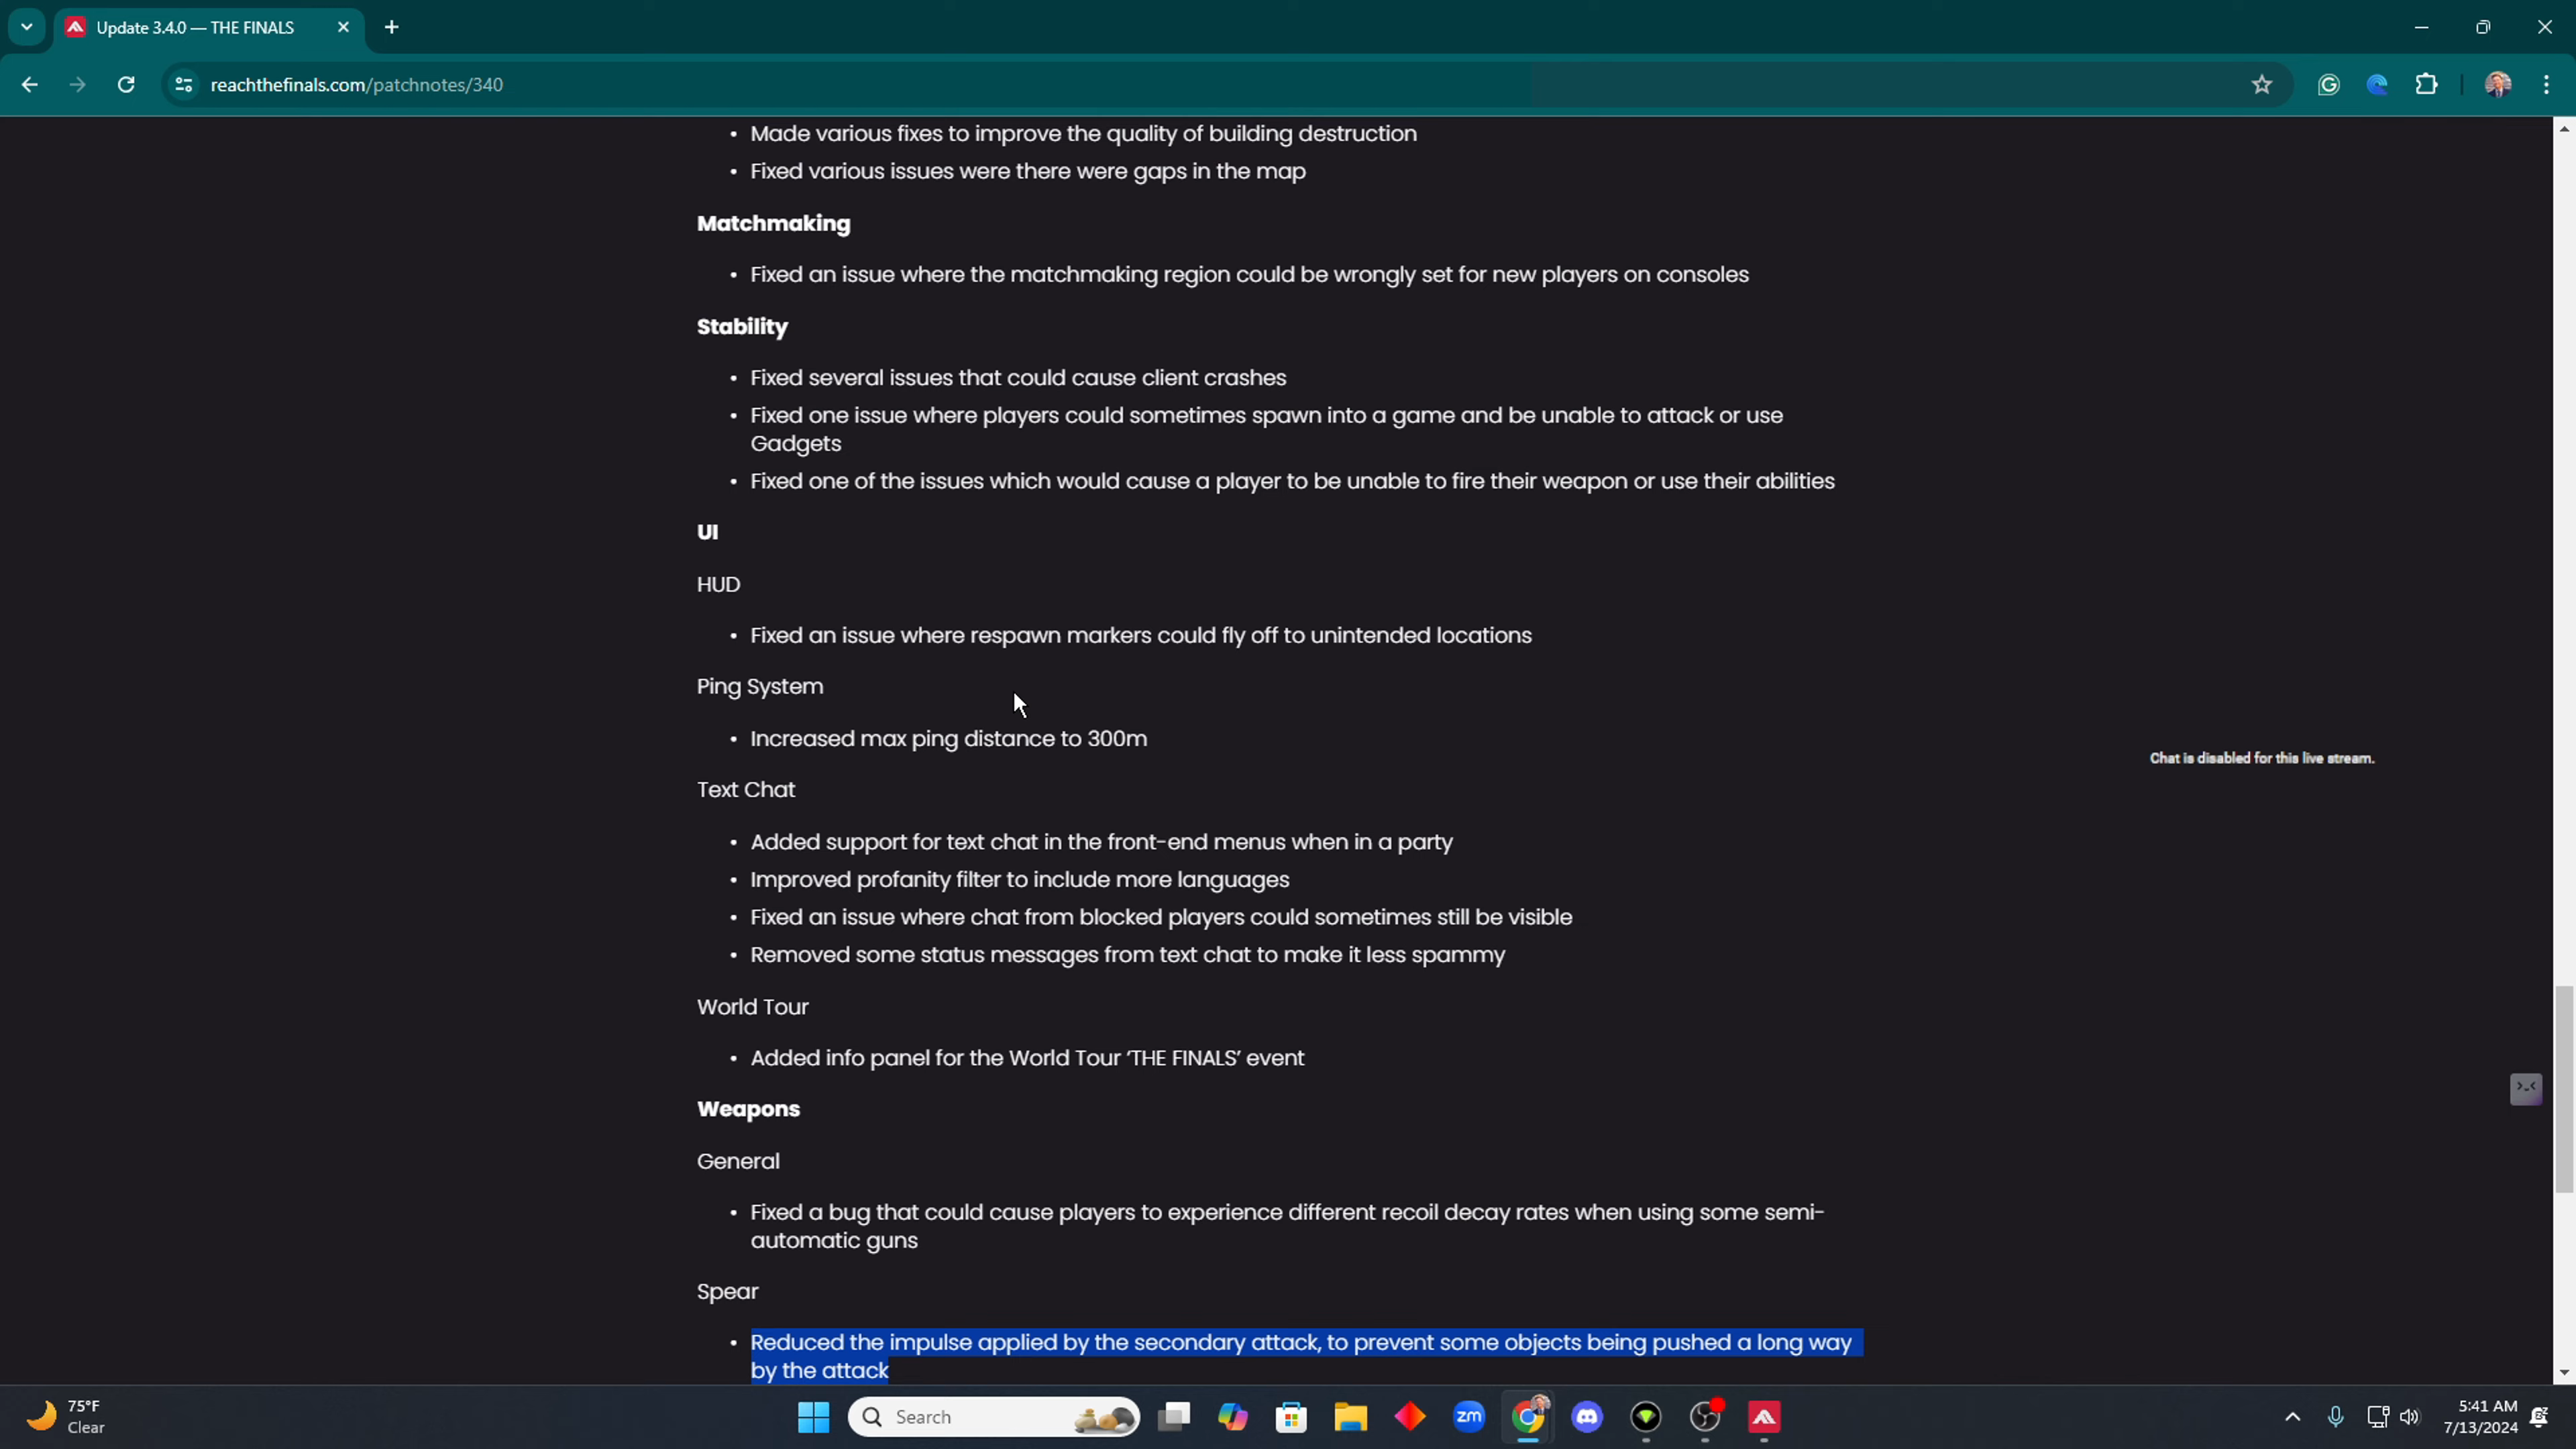 Update 3.4.0 — THE FINALS
reachthefinals.com/patchnotes/340
• Made various fixes to improve the quality of building destruction
• Fixed various issues were there were gaps in the map
Matchmaking
• Fixed an issue where the matchmaking region could be wrongly set for new players on consoles
Stability
• Fixed several issues that could cause client crashes
• Fixed one issue where players could sometimes spawn into a game and be unable to attack or use
Gadgets
• Fixed one of the issues which would cause a player to be unable to fire their weapon or use their abilities
UI
HUD
• Fixed an issue where respawn markers could fly off to unintended locations
Ping System
• Increased max ping distance to 300m
Chat is disabled for this live stream.
Text Chat
• Added support for text chat in the front-end menus when in a party
• Improved profanity filter to include more languages
• Fixed an issue where chat from blocked players could sometimes still be visible
• Removed some status messages from text chat to make it less spammy
World Tour
• Added info panel for the World Tour ‘THE FINALS’ event
Weapons
General
• Fixed a bug that could cause players to experience different recoil decay rates when using some semi-
automatic guns
Spear
• Reduced the impulse applied by the secondary attack, to prevent some objects being pushed a long way
by the attack
75°F
Clear
Search
zm
5:41 AM
7/13/2024